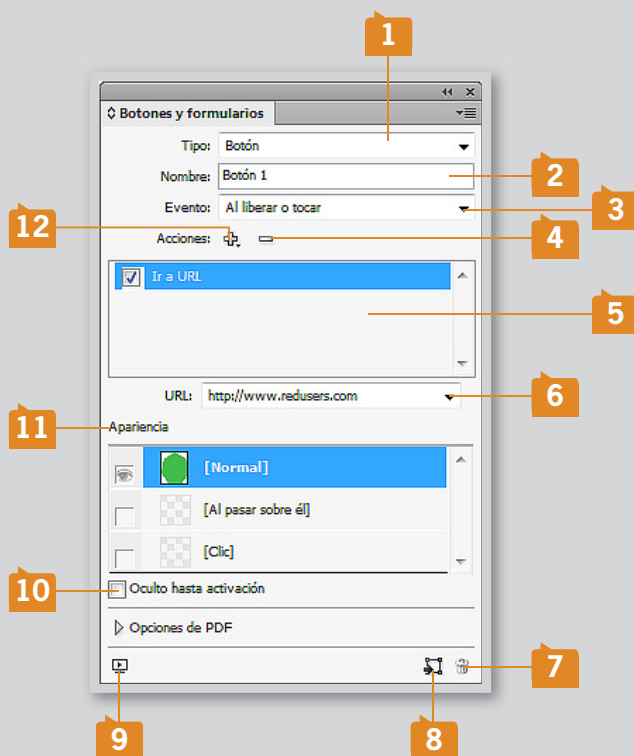 1
Botones y formularios
Tipo: Botón
Nombre: Botón 1
2
Evento: Al liberar o tocar
3
12
Acciones:
4
Ir a URL
5
URL: http://www.redusers.com
6
11
Apariencia
[Normal]
[Al pasar sobre él]
[Clic]
10
Oculto hasta activación
Opciones de PDF
7
9
8